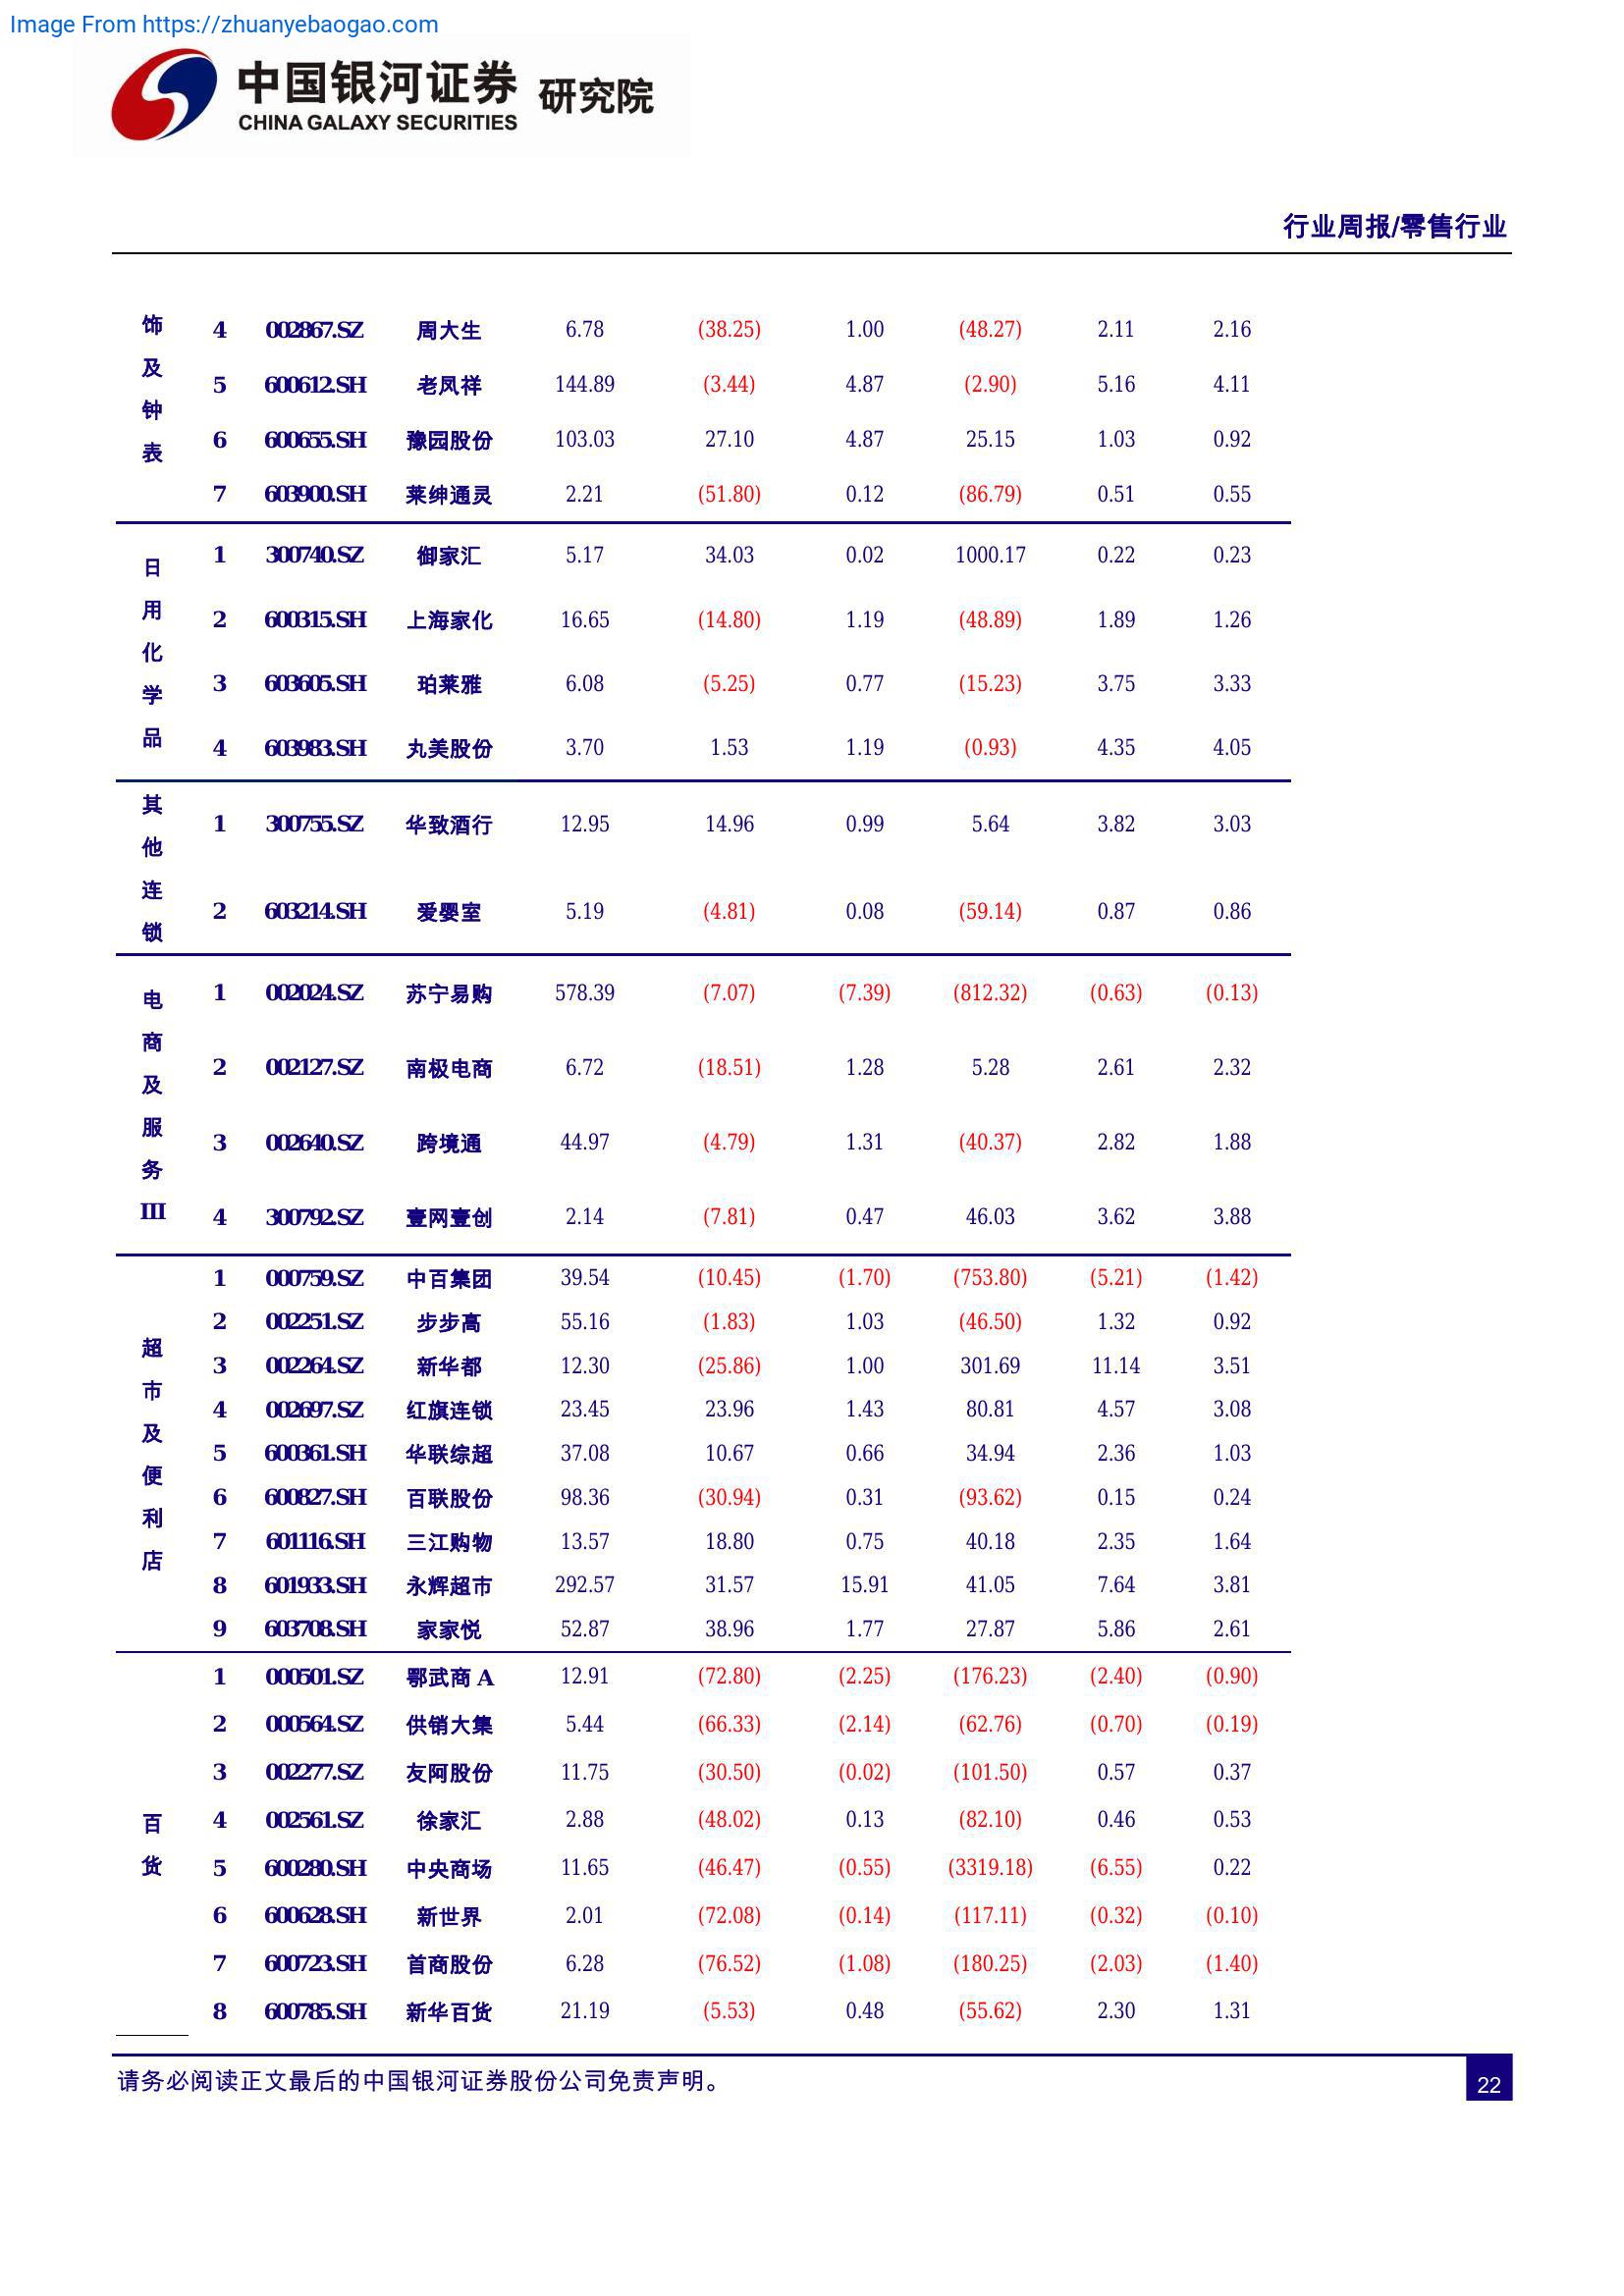 Image From https://zhuanyebaogao.com
中国银河证券 研究院
CHINA GALAXY SECURITIES
行业周报/零售行业
饰及钟表
4 002867.SZ 周大生 6.78 (38.25) 1.00 (48.27) 2.11 2.16
5 600612.SH 老凤祥 144.89 (3.44) 4.87 (2.90) 5.16 4.11
6 600655.SH 豫园股份 103.03 27.10 4.87 25.15 1.03 0.92
7 603900.SH 莱绅通灵 2.21 (51.80) 0.12 (86.79) 0.51 0.55
日用化学品
1 300740.SZ 御家汇 5.17 34.03 0.02 1000.17 0.22 0.23
2 600315.SH 上海家化 16.65 (14.80) 1.19 (48.89) 1.89 1.26
3 603605.SH 珀莱雅 6.08 (5.25) 0.77 (15.23) 3.75 3.33
4 603983.SH 丸美股份 3.70 1.53 1.19 (0.93) 4.35 4.05
其他连锁
1 300755.SZ 华致酒行 12.95 14.96 0.99 5.64 3.82 3.03
2 603214.SH 爱婴室 5.19 (4.81) 0.08 (59.14) 0.87 0.86
电商及服务III
1 002024.SZ 苏宁易购 578.39 (7.07) (7.39) (812.32) (0.63) (0.13)
2 002127.SZ 南极电商 6.72 (18.51) 1.28 5.28 2.61 2.32
3 002640.SZ 跨境通 44.97 (4.79) 1.31 (40.37) 2.82 1.88
4 300792.SZ 壹网壹创 2.14 (7.81) 0.47 46.03 3.62 3.88
超市及便利店
1 000759.SZ 中百集团 39.54 (10.45) (1.70) (753.80) (5.21) (1.42)
2 002251.SZ 步步高 55.16 (1.83) 1.03 (46.50) 1.32 0.92
3 002264.SZ 新华都 12.30 (25.86) 1.00 301.69 11.14 3.51
4 002697.SZ 红旗连锁 23.45 23.96 1.43 80.81 4.57 3.08
5 600361.SH 华联综超 37.08 10.67 0.66 34.94 2.36 1.03
6 600827.SH 百联股份 98.36 (30.94) 0.31 (93.62) 0.15 0.24
7 601116.SH 三江购物 13.57 18.80 0.75 40.18 2.35 1.64
8 601933.SH 永辉超市 292.57 31.57 15.91 41.05 7.64 3.81
9 603708.SH 家家悦 52.87 38.96 1.77 27.87 5.86 2.61
百货
1 000501.SZ 鄂武商 A 12.91 (72.80) (2.25) (176.23) (2.40) (0.90)
2 000564.SZ 供销大集 5.44 (66.33) (2.14) (62.76) (0.70) (0.19)
3 002277.SZ 友阿股份 11.75 (30.50) (0.02) (101.50) 0.57 0.37
4 002561.SZ 徐家汇 2.88 (48.02) 0.13 (82.10) 0.46 0.53
5 600280.SH 中央商场 11.65 (46.47) (0.55) (3319.18) (6.55) 0.22
6 600628.SH 新世界 2.01 (72.08) (0.14) (117.11) (0.32) (0.10)
7 600723.SH 首商股份 6.28 (76.52) (1.08) (180.25) (2.03) (1.40)
8 600785.SH 新华百货 21.19 (5.53) 0.48 (55.62) 2.30 1.31
请务必阅读正文最后的中国银河证券股份公司免责声明。
22